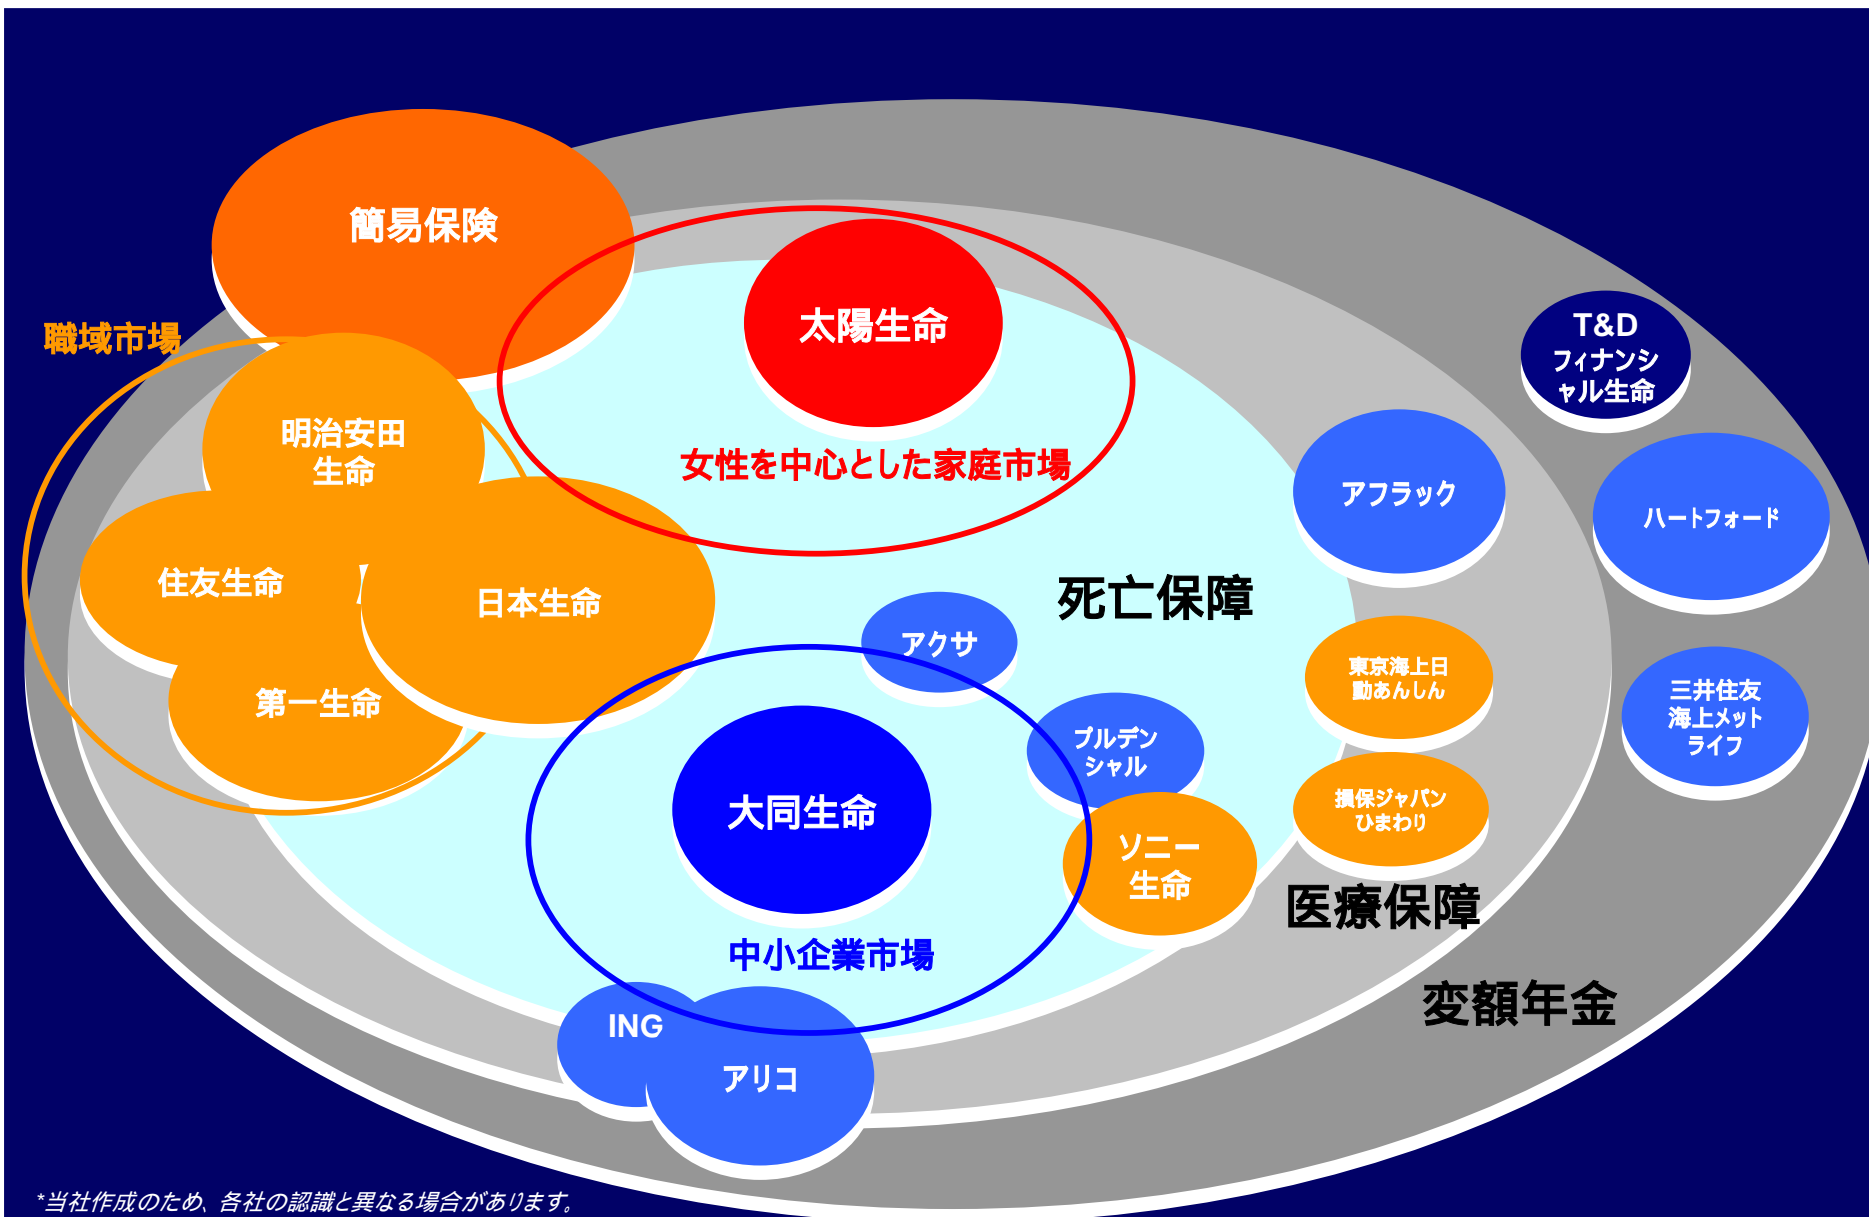 簡易保険
太陽生命
職域市場
T&D
フィナンシ
ャル生命
明治安田
生命
女性を中心とした家庭市場
アフラック
ハートフォード
住友生命
日本生命
死亡保障
アクサ
東京海上日
動あんしん
第一生命
三井住友
海上メット
ライフ
プルデン
シャル
大同生命
損保ジャパン
ひまわり
ソニー
生命
医療保障
中小企業市場
変額年金
ING
アリコ
*当社作成のため、各社の認識と異なる場合があります。